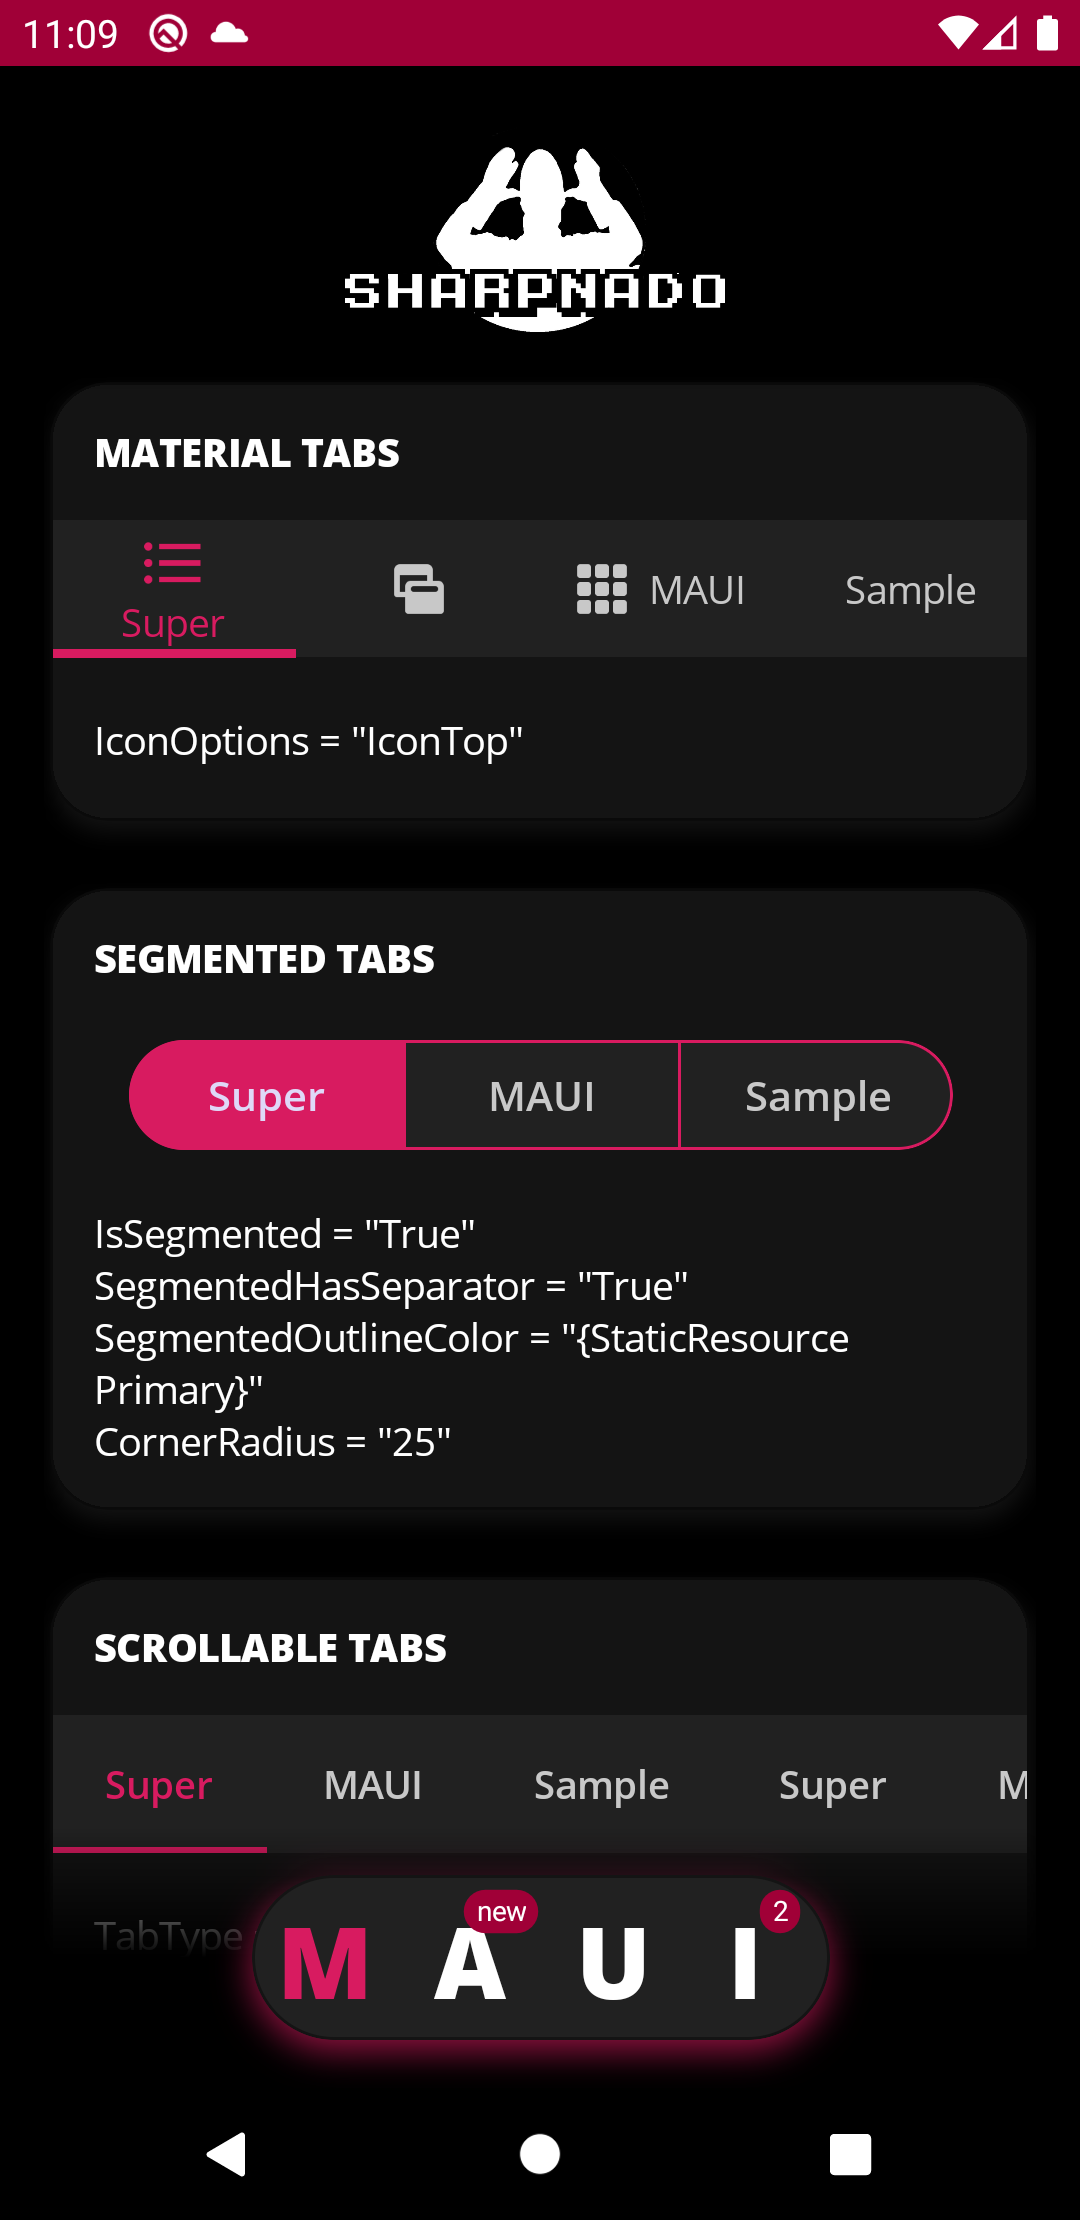 11:09
SHARPNADO
MATERIAL TABS
Super
MAUI
Sample
IconOptions = "IconTop"
SEGMENTED TABS
Super MAUI Sample
IsSegmented = "True"
SegmentedHasSeparator = "True"
SegmentedOutlineColor = "{StaticResource
Primary}"
CornerRadius = "25"
SCROLLABLE TABS
Super MAUI Sample Super M
TabType
new 2
M A U I